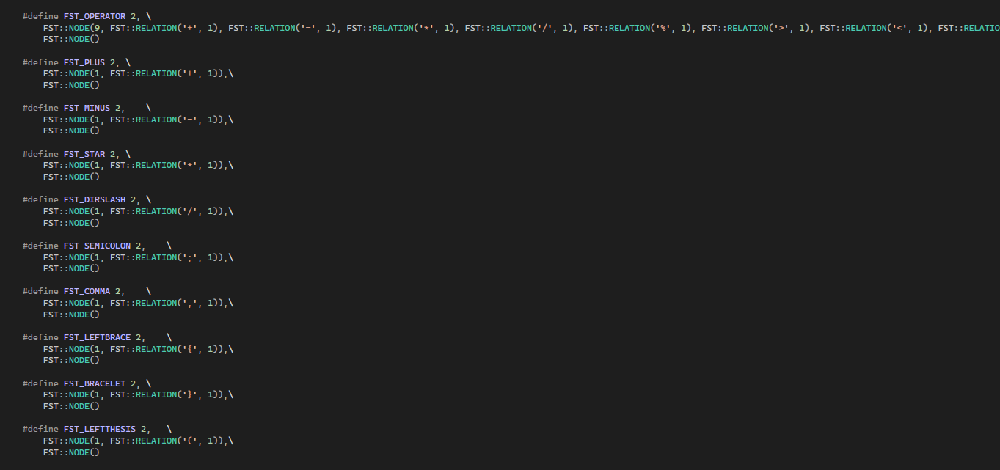 #define FST_OPERATOR 2, \
FST::NODE(9, FST::RELATION('+', 1), FST::RELATION('-', 1), FST::RELATION('*', 1), FST::RELATION('/', 1), FST::RELATION('%', 1), FST::RELATION('>', 1), FST::RELATION('<', 1), FST::RELATIO
FST::NODE()
#define FST_PLUS 2, \
FST::NODE(1, FST::RELATION('+', 1)),\
FST::NODE()
#define FST_MINUS 2,    \
FST::NODE(1, FST::RELATION('-', 1)),\
FST::NODE()
#define FST_STAR 2, \
FST::NODE(1, FST::RELATION('*', 1)),\
FST::NODE()
#define FST_DIRSLASH 2, \
FST::NODE(1, FST::RELATION('/', 1)),\
FST::NODE()
#define FST_SEMICOLON 2,    \
FST::NODE(1, FST::RELATION(';', 1)),\
FST::NODE()
#define FST_COMMA 2,    \
FST::NODE(1, FST::RELATION(',', 1)),\
FST::NODE()
#define FST_LEFTBRACE 2,    \
FST::NODE(1, FST::RELATION('{', 1)),\
FST::NODE()
#define FST_BRACELET 2, \
FST::NODE(1, FST::RELATION('}', 1)),\
FST::NODE()
#define FST_LEFTTHESIS 2,   \
FST::NODE(1, FST::RELATION('(', 1)),\
FST::NODE()